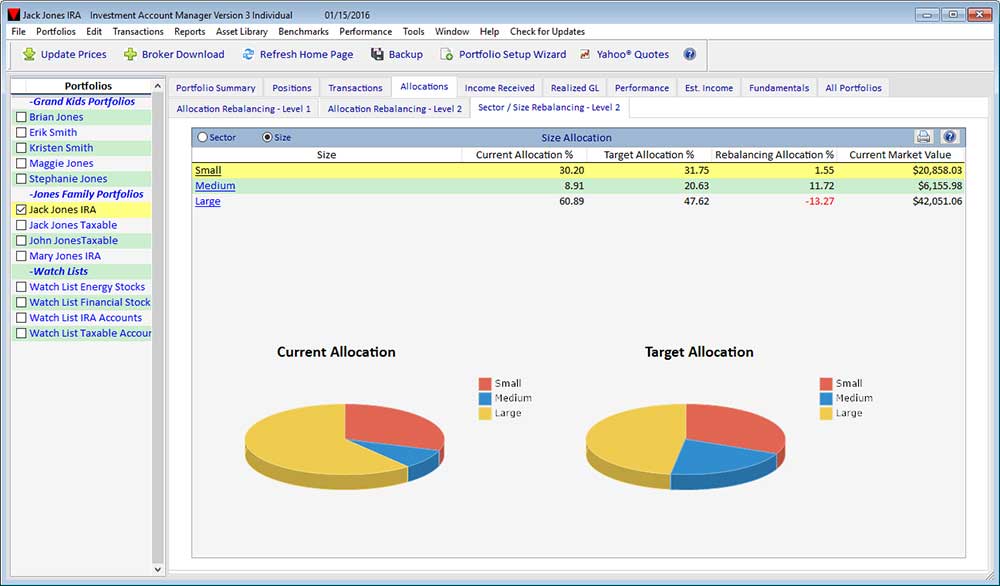 Jack Jones IRA Investment Account Manager Version 3 Individual 01/15/2016
File Portfolios Edit Transactions Reports Asset Library Benchmarks Performance Tools Window Help Check for Updates
Update Prices Broker Download Refresh Home Page Backup Portfolio Setup Wizard Yahoo® Quotes ?
Portfolios
-Grand Kids Portfolios
Brian Jones
Erik Smith
Kristen Smith
Maggie Jones
Stephanie Jones
-Jones Family Portfolios
Jack Jones IRA
Jack Jones Taxable
John JonesTaxable
Mary Jones IRA
-Watch Lists
Watch List Energy Stocks
Watch List Financial Stock
Watch List IRA Accounts
Watch List Taxable Accour
Portfolio Summary Positions Transactions Allocations Income Received Realized GL Performance Est. Income Fundamentals All Portfolios
Allocation Rebalancing - Level 1 Allocation Rebalancing - Level 2 Sector / Size Rebalancing - Level 2
Sector Size Size Allocation ?
Size Current Allocation % Target Allocation % Rebalancing Allocation % Current Market Value
Small 30.20 31.75 1.55 $20,858.03
Medium 8.91 20.63 11.72 $6,155.98
Large 60.89 47.62 -13.27 $42,051.06
Current Allocation
Small
Medium
Large
Target Allocation
Small
Medium
Large